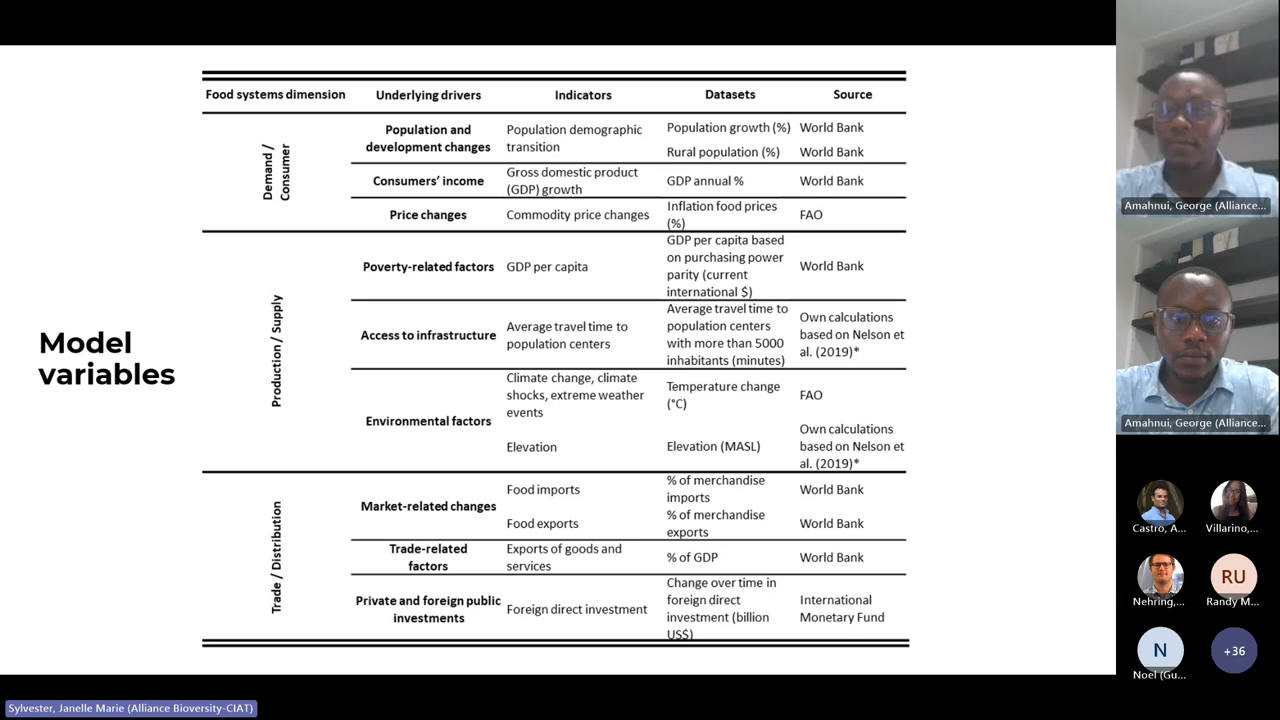 Model
variables
Food systems dimension Underlying drivers Indicators Datasets Source
Demand /
Consumer
Population and
development changes
Population demographic
transition
Population growth (%) World Bank
Rural population (%) World Bank
Consumers' income
Gross domestic product
(GDP) growth
GDP annual % World Bank
Price changes
Commodity price changes
Inflation food prices
(%)
FAO
Production / Supply
Poverty-related factors
GDP per capita
GDP per capita based
on purchasing power
parity (current
international $)
World Bank
Access to infrastructure
Average travel time to
population centers
Average travel time to
population centers
with more than 5000
inhabitants (minutes)
Own calculations
based on Nelson et
al. (2019)*
Environmental factors
Climate change, climate
shocks, extreme weather
events
Temperature change
(°C)
FAO
Elevation
Elevation (MASL)
Own calculations
based on Nelson et
al. (2019)*
Trade / Distribution
Market-related changes
Food imports
% of merchandise
imports
World Bank
Food exports
% of merchandise
exports
World Bank
Trade-related
factors
Exports of goods and
services
% of GDP
World Bank
Private and foreign public
investments
Foreign direct investment
Change over time in
foreign direct
investment (billion
US$)
International
Monetary Fund
Amahnui, George (Alliance...
Amahnui, George (Alliance...
Castro, A... Villarino,...
RU
Nehring,... Randy M...
N +36
Noel (Gu...
Sylvester, Janelle Marie (Alliance Bioversity-CIAT)